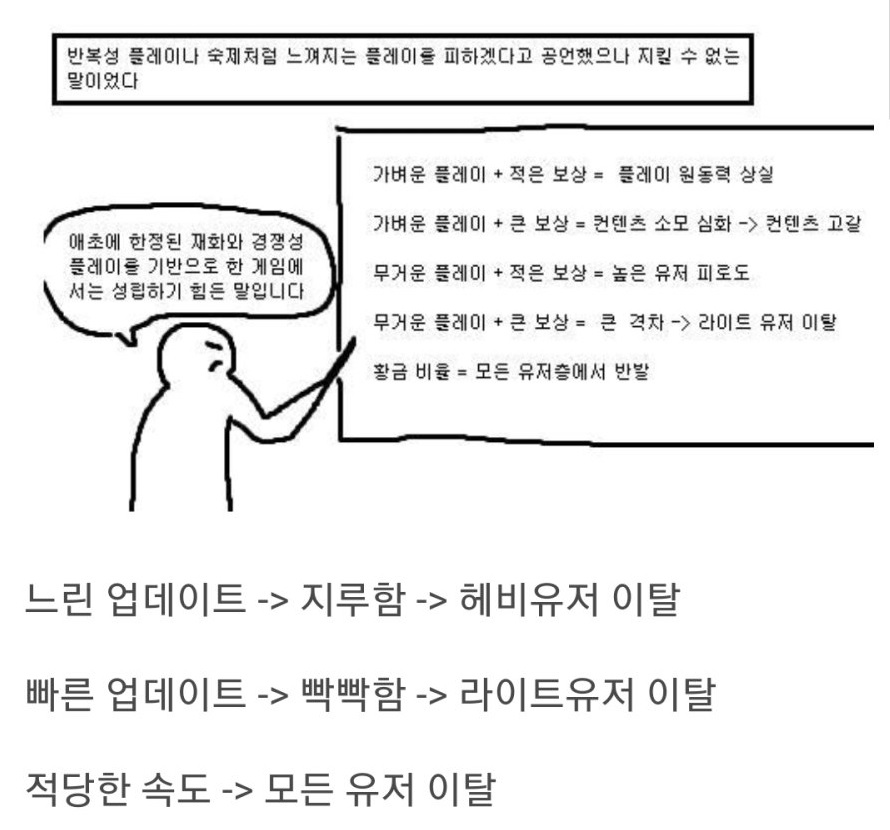 반복성 플레이나 숙제처럼 느껴지는 플레이를 피하겠다고 공언했으나 지킬 수 없는
말이었다
애초에 한정된 재화와 경쟁성
플레이를 기반으로 한 게임에
서는 성립하기 힘든 말입니다
가벼운 플레이 + 적은 보상 = 플레이 원동력 상실
가벼운 플레이 + 큰 보상 = 컨텐츠 소모 심화 -> 컨텐츠 고갈
무거운 플레이 + 적은 보상 = 높은 유저 피로도
무거운 플레이 + 큰 보상 = 큰 격차 -> 라이트 유저 이탈
황금 비율 = 모든 유저층에서 반발
느린 업데이트 -> 지루함 -> 헤비유저 이탈
빠른 업데이트 -> 빡빡함 -> 라이트유저 이탈
적당한 속도 -> 모든 유저 이탈